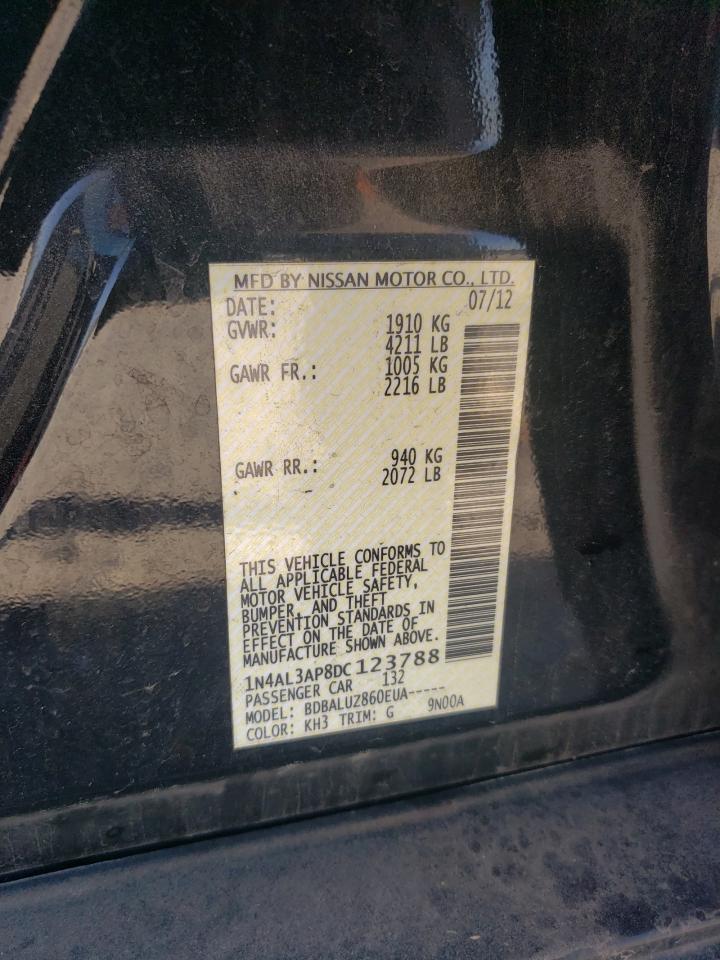 MFD BY NISSAN MOTOR CO., LTD.
DATE: 07/12
GVWR: 1910 KG
4211 LB
GAWR FR.: 1005 KG
2216 LB
GAWR RR.: 940 KG
2072 LB
THIS VEHICLE CONFORMS TO
ALL APPLICABLE FEDERAL
MOTOR VEHICLE SAFETY,
BUMPER, AND THEFT
PREVENTION STANDARDS IN
EFFECT ON THE DATE OF
MANUFACTURE SHOWN ABOVE.
1N4AL3AP8DC123788
PASSENGER CAR 132
MODEL: BDBALUZ860EUA-----
COLOR: KH3 TRIM: G 9N00A